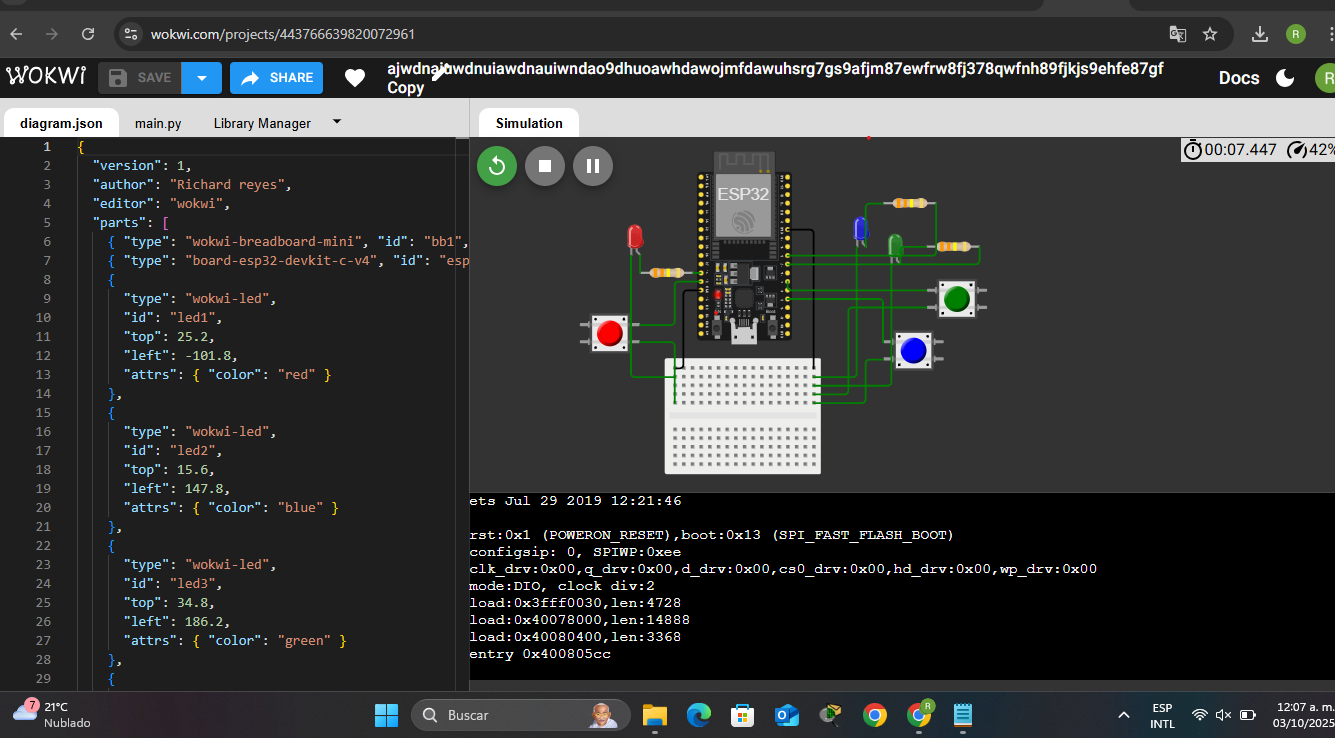 wokwi.com/projects/443766639820072961
R
WOKWi
SAVE
SHARE
Copy
Docs
R
diagram.json
main.py
Library Manager
Simulation
00:07.447
42%
1 {
2 "version": 1,
3 "author": "Richard reyes",
4 "editor": "wokwi",
5 "parts": [
6 { "type": "wokwi-breadboard-mini", "id": "bb1",
7 { "type": "board-esp32-devkit-c-v4", "id": "esp
8 {
9 "type": "wokwi-led",
10 "id": "led1",
11 "top": 25.2,
12 "left": -101.8,
13 "attrs": { "color": "red" }
14 },
15 {
16 "type": "wokwi-led",
17 "id": "led2",
18 "top": 15.6,
19 "left": 147.8,
20 "attrs": { "color": "blue" }
21 },
22 {
23 "type": "wokwi-led",
24 "id": "led3",
25 "top": 34.8,
26 "left": 186.2,
27 "attrs": { "color": "green" }
28 },
29 {
ESP32
ets Jul 29 2019 12:21:46
rst:0x1 (POWERON_RESET),boot:0x13 (SPI_FAST_FLASH_BOOT)
configsip: 0, SPIWP:0xee
clk_drv:0x00,q_drv:0x00,d_drv:0x00,cs0_drv:0x00,hd_drv:0x00,wp_drv:0x00
mode:DIO, clock div:2
load:0x3fff0030,len:4728
load:0x40078000,len:14888
load:0x40080400,len:3368
entry 0x400805cc
7
21°C
Nublado
Buscar
R
ESP
INTL
12:07 a. m.
03/10/2025